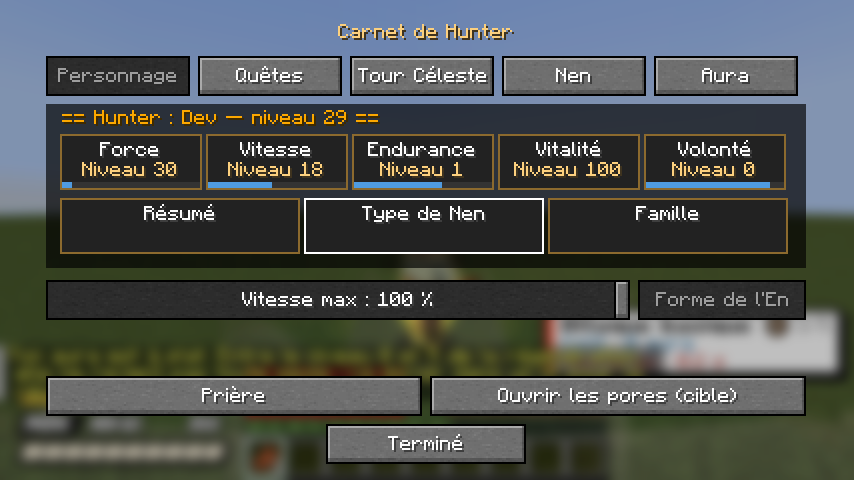 Carnet de Hunter
Personnage
Quêtes
Tour Céleste
Nen
Aura
== Hunter : Dev — niveau 29 ==
Force
Niveau 30
Vitesse
Niveau 18
Endurance
Niveau 1
Vitalité
Niveau 100
Volonté
Niveau 0
Résumé
Type de Nen
Famille
Vitesse max : 100 %
Forme de l'En
Prière
Ouvrir les pores (cible)
Terminé